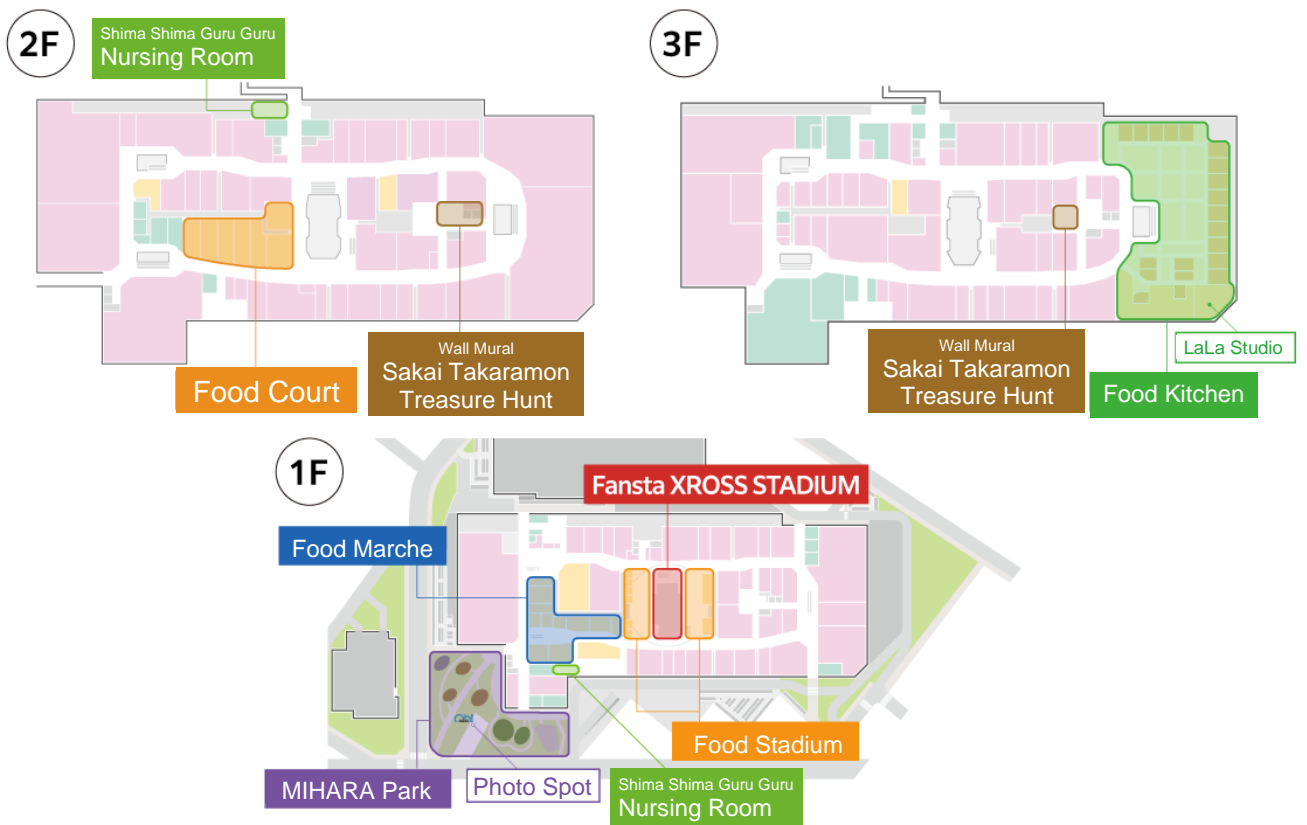 2F
Shima Shima Guru Guru
Nursing Room
Wall Mural
Sakai Takaramon
Treasure Hunt
Food Court
3F
LaLa Studio
Wall Mural
Sakai Takaramon
Treasure Hunt
Food Kitchen
1F
Fansta XROSS STADIUM
Food Marche
Food Stadium
MIHARA Park
Photo Spot
Shima Shima Guru Guru
Nursing Room